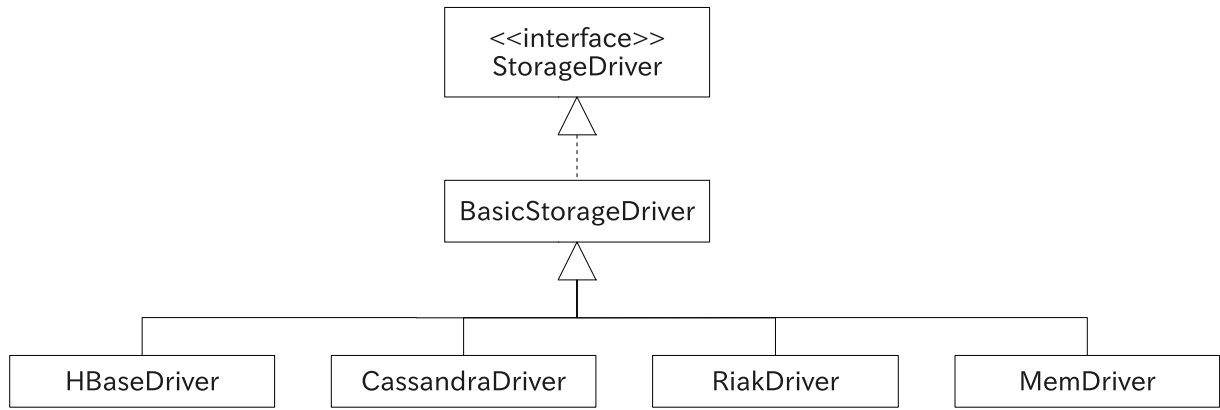 <<interface>>
StorageDriver
BasicStorageDriver
HBaseDriver
CassandraDriver
RiakDriver
MemDriver